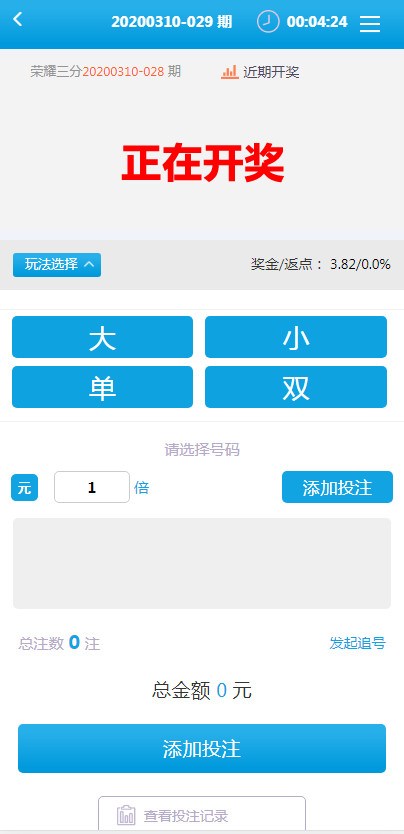 20200310-029 期 00:04:24
荣耀三分20200310-028 期 近期开奖
正在开奖
玩法选择 奖金/返点： 3.82/0.0%
大 小
单 双
请选择号码
元 1 倍 添加投注
总注数 0 注 发起追号
总金额 0 元
添加投注
查看投注记录